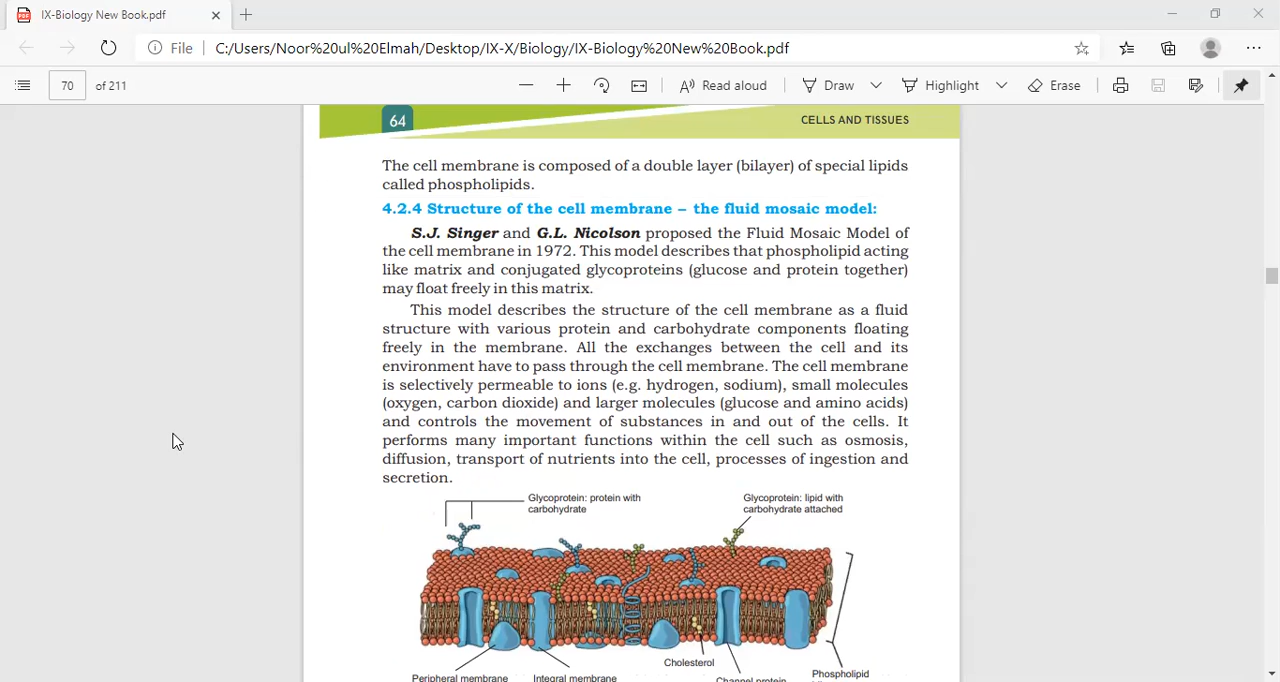 IX-Biology New Book.pdf
File C:/Users/Noor%20ul%20Elmah/Desktop/IX-X/Biology/IX-Biology%20New%20Book.pdf
70 of 211 Read aloud Draw Highlight Erase
64 CELLS AND TISSUES
The cell membrane is composed of a double layer (bilayer) of special lipids
called phospholipids.
4.2.4 Structure of the cell membrane – the fluid mosaic model:
S.J. Singer and G.L. Nicolson proposed the Fluid Mosaic Model of
the cell membrane in 1972. This model describes that phospholipid acting
like matrix and conjugated glycoproteins (glucose and protein together)
may float freely in this matrix.
This model describes the structure of the cell membrane as a fluid
structure with various protein and carbohydrate components floating
freely in the membrane. All the exchanges between the cell and its
environment have to pass through the cell membrane. The cell membrane
is selectively permeable to ions (e.g. hydrogen, sodium), small molecules
(oxygen, carbon dioxide) and larger molecules (glucose and amino acids)
and controls the movement of substances in and out of the cells. It
performs many important functions within the cell such as osmosis,
diffusion, transport of nutrients into the cell, processes of ingestion and
secretion.
Glycoprotein: protein with
carbohydrate
Glycoprotein: lipid with
carbohydrate attached
Cholesterol
Peripheral membrane
Integral membrane
Channel protein
Phospholipid